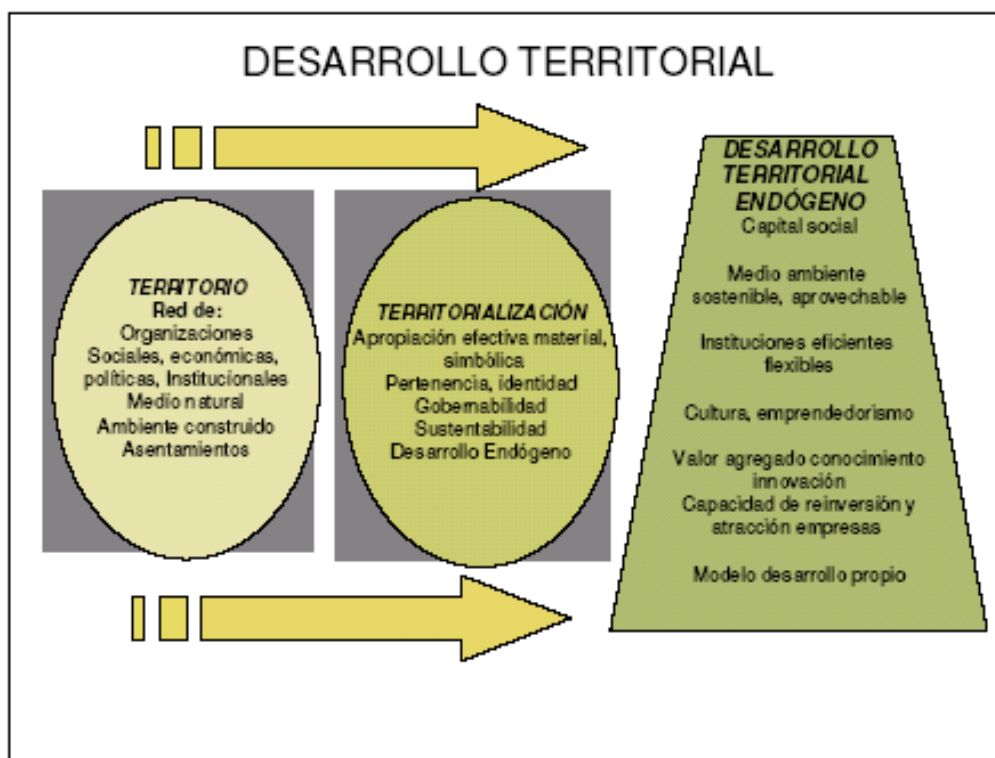 DESARROLLO TERRITORIAL
TERRITORIO
Red de:
Organizaciones
Sociales, económicas,
políticas, Institucionales
Medio natural
Ambiente construido
Asentamientos
TERRITORIALIZACIÓN
Apropiación efectiva material,
simbólica
Pertenencia, identidad
Gobernabilidad
Sustentabilidad
Desarrollo Endógeno
DESARROLLO
TERRITORIAL
ENDÓGENO
Capital social
Medio ambiente
sostenible, aprovechable
Instituciones eficientes
flexibles
Cultura, emprendedorismo
Valor agregado conocimiento
innovación
Capacidad de reinversión y
atracción empresas
Modelo desarrollo propio